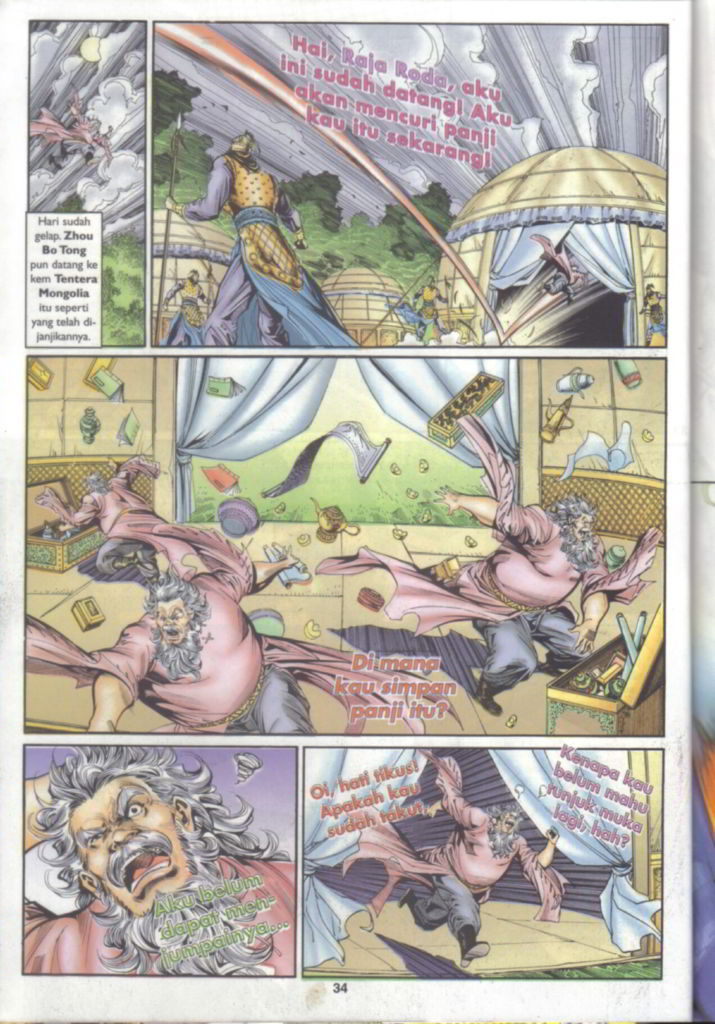 Hari sudah
gelap. Zhou
Bo Tong
pun datang ke
kem Tentera
Mongolia
itu seperti
yang telah di-
janjikannya.
Hai, Raja Roda, aku
ini sudah datang! Aku
akan mencuri panji
kau itu sekarang!
Di mana
kau simpan
panji itu?
Aku belum
dapat men-
jumpainya...
Oi, hati tikus!
Apakah kau
sudah takut,
Kenapa kau
belum mahu
tunjuk muka
lagi, hah?
34